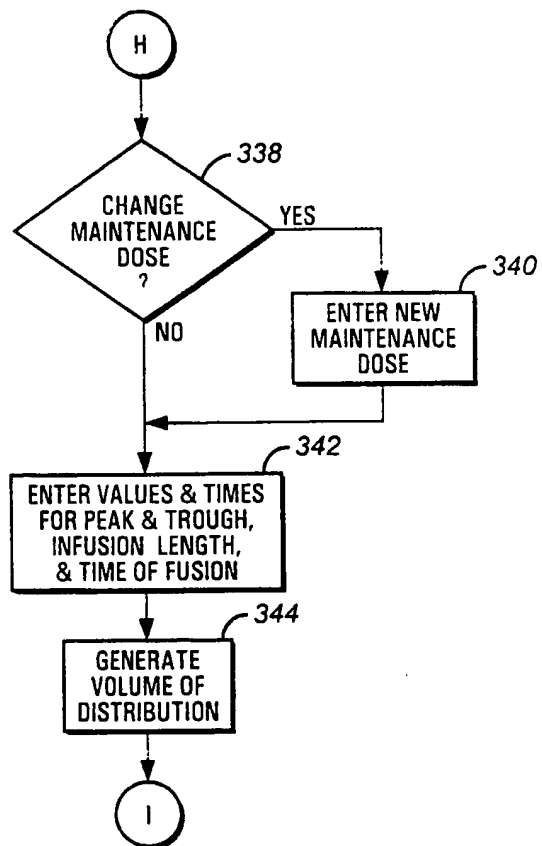 H
338
CHANGE
MAINTENANCE
DOSE
?
YES
340
ENTER NEW
MAINTENANCE
DOSE
NO
342
ENTER VALUES & TIMES
FOR PEAK & TROUGH,
INFUSION LENGTH,
& TIME OF FUSION
344
GENERATE
VOLUME OF
DISTRIBUTION
I